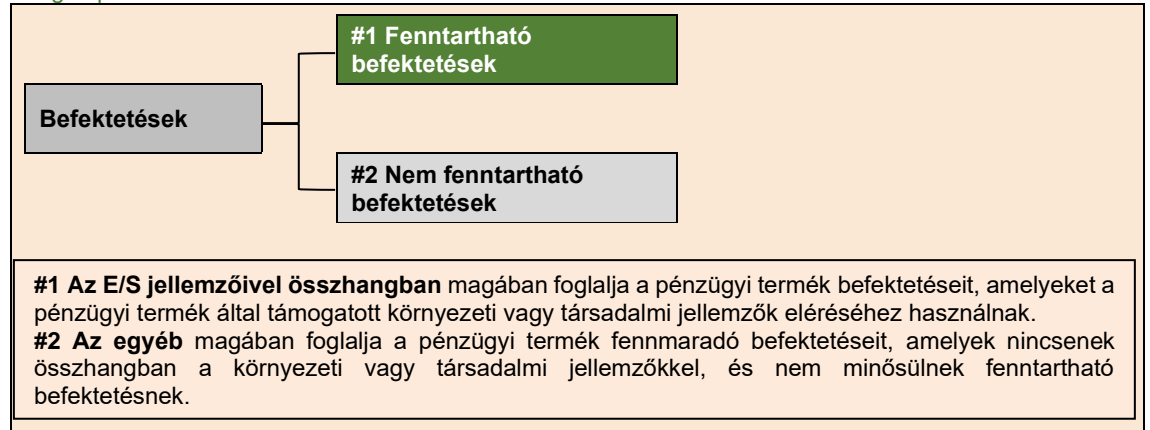 #1 Fenntartható
befektetések
Befektetések
#2 Nem fenntartható
befektetések
#1 Az E/S jellemzőivel összhangban magában foglalja a pénzügyi termék befektetéseit, amelyeket a
pénzügyi termék által támogatott környezeti vagy társadalmi jellemzők eléréséhez használnak.
#2 Az egyéb magában foglalja a pénzügyi termék fennmaradó befektetéseit, amelyek nincsenek
összhangban a környezeti vagy társadalmi jellemzőkkel, és nem minősülnek fenntartható
befektetésnek.